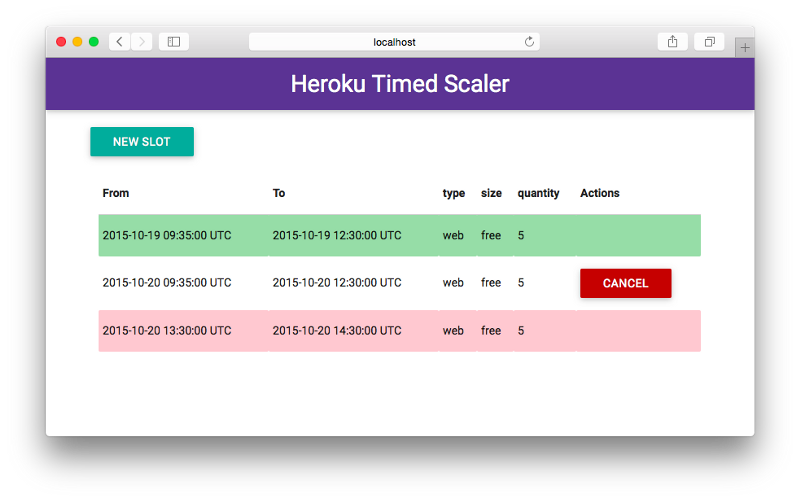 localhost
Heroku Timed Scaler
NEW SLOT
From To type size quantity Actions
2015-10-19 09:35:00 UTC 2015-10-19 12:30:00 UTC web free 5
2015-10-20 09:35:00 UTC 2015-10-20 12:30:00 UTC web free 5 CANCEL
2015-10-20 13:30:00 UTC 2015-10-20 14:30:00 UTC web free 5